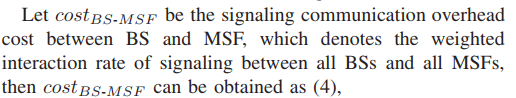 Let cost_{BS-MSF} be the signaling communication overhead
cost between BS and MSF, which denotes the weighted
interaction rate of signaling between all BSs and all MSFs,
then cost_{BS-MSF} can be obtained as (4),